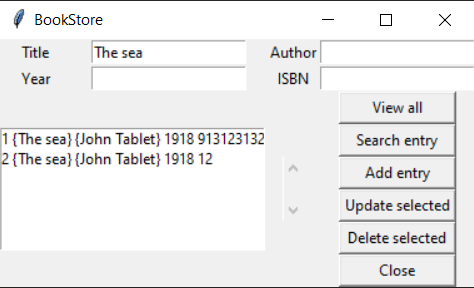 BookStore
Title The sea Author
Year ISBN
View all
1 {The sea} {John Tablet} 1918 913123132
Search entry
2 {The sea} {John Tablet} 1918 12
Add entry
Update selected
Delete selected
Close